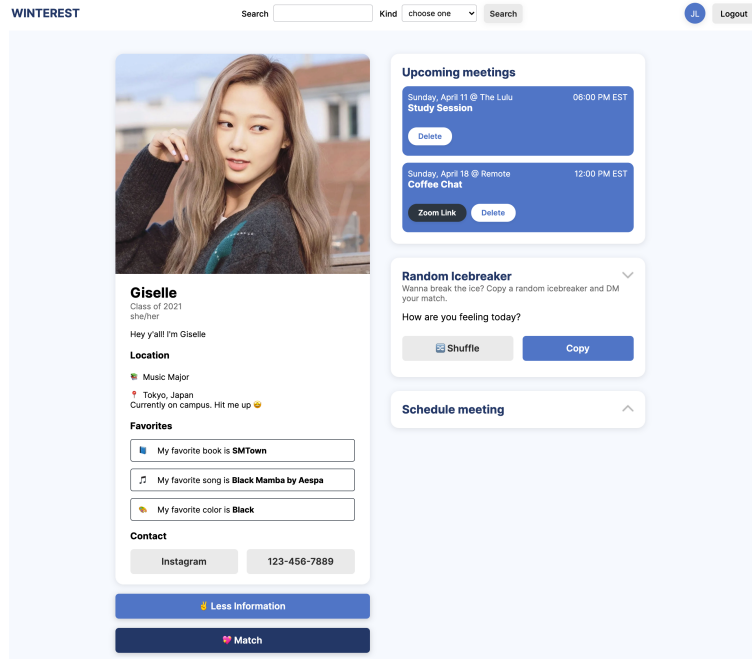 WINTEREST
Search
Kind
choose one
Search
JL
Logout
Giselle
Class of 2021
she/her
Hey y'all! I'm Giselle
Location
Music Major
Tokyo, Japan
Currently on campus. Hit me up 🤩
Favorites
My favorite book is SMTown
My favorite song is Black Mamba by Aespa
My favorite color is Black
Contact
Instagram
123-456-7889
Less Information
Match
Upcoming meetings
Sunday, April 11 @ The Lulu
06:00 PM EST
Study Session
Delete
Sunday, April 18 @ Remote
12:00 PM EST
Coffee Chat
Zoom Link
Delete
Random Icebreaker
Wanna break the ice? Copy a random icebreaker and DM
your match.
How are you feeling today?
Shuffle
Copy
Schedule meeting